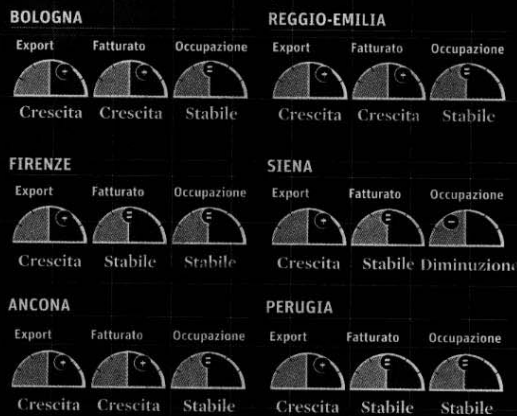 BOLOGNA
Export Fatturato Occupazione
+ + =
Crescita Crescita Stabile
REGGIO-EMILIA
Export Fatturato Occupazione
+ + =
Crescita Crescita Stabile
FIRENZE
Export Fatturato Occupazione
+ = =
Crescita Stabile Stabile
SIENA
Export Fatturato Occupazione
+ = -
Crescita Stabile Diminuzione
ANCONA
Export Fatturato Occupazione
+ + =
Crescita Crescita Stabile
PERUGIA
Export Fatturato Occupazione
+ = =
Crescita Stabile Stabile